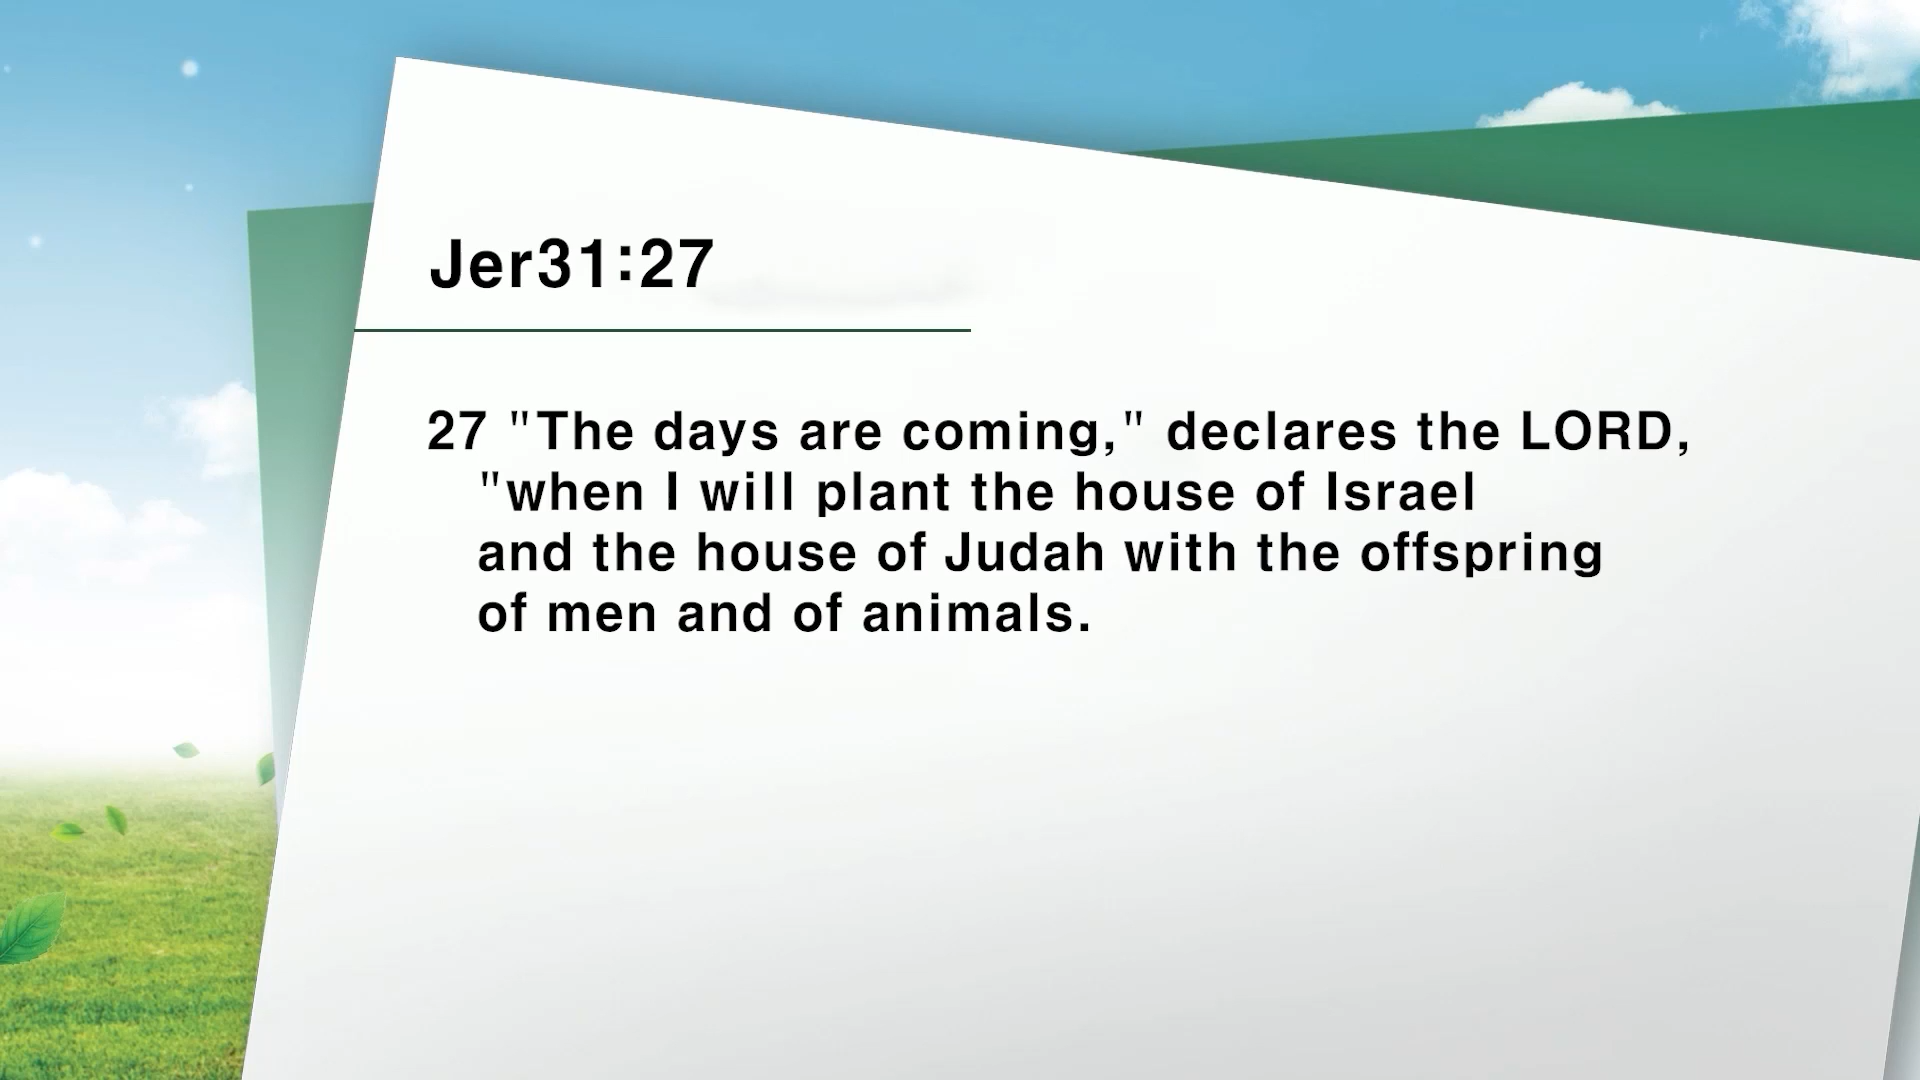 Jer31:27
27 "The days are coming," declares the LORD,
"when I will plant the house of Israel
and the house of Judah with the offspring
of men and of animals.